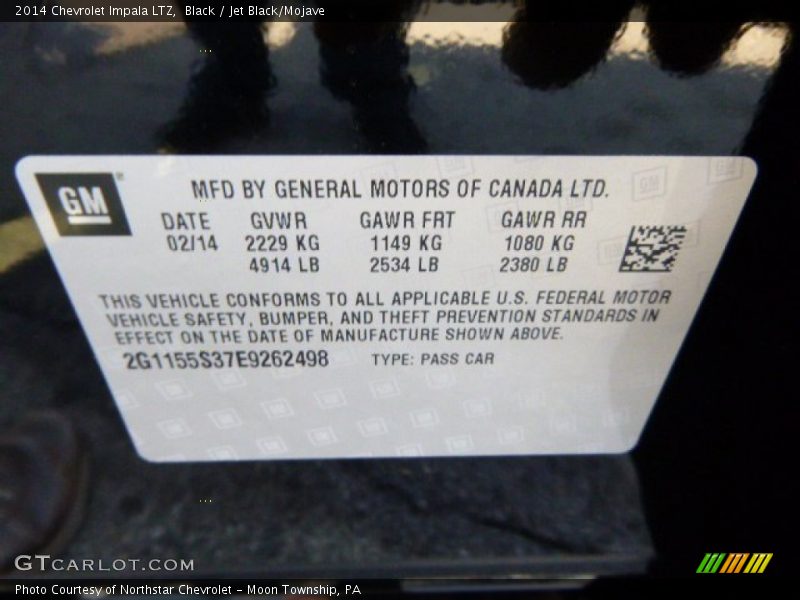 2014 Chevrolet Impala LTZ,  Black / Jet Black/Mojave
GM
MFD BY GENERAL MOTORS OF CANADA LTD.
DATE GVWR GAWR FRT GAWR RR
02/14 2229 KG 1149 KG 1080 KG
4914 LB 2534 LB 2380 LB
THIS VEHICLE CONFORMS TO ALL APPLICABLE U.S. FEDERAL MOTOR
VEHICLE SAFETY, BUMPER, AND THEFT PREVENTION STANDARDS IN
EFFECT ON THE DATE OF MANUFACTURE SHOWN ABOVE.
2G1155S37E9262498 TYPE: PASS CAR
GTCARLOT.COM
Photo Courtesy of Northstar Chevrolet – Moon Township, PA